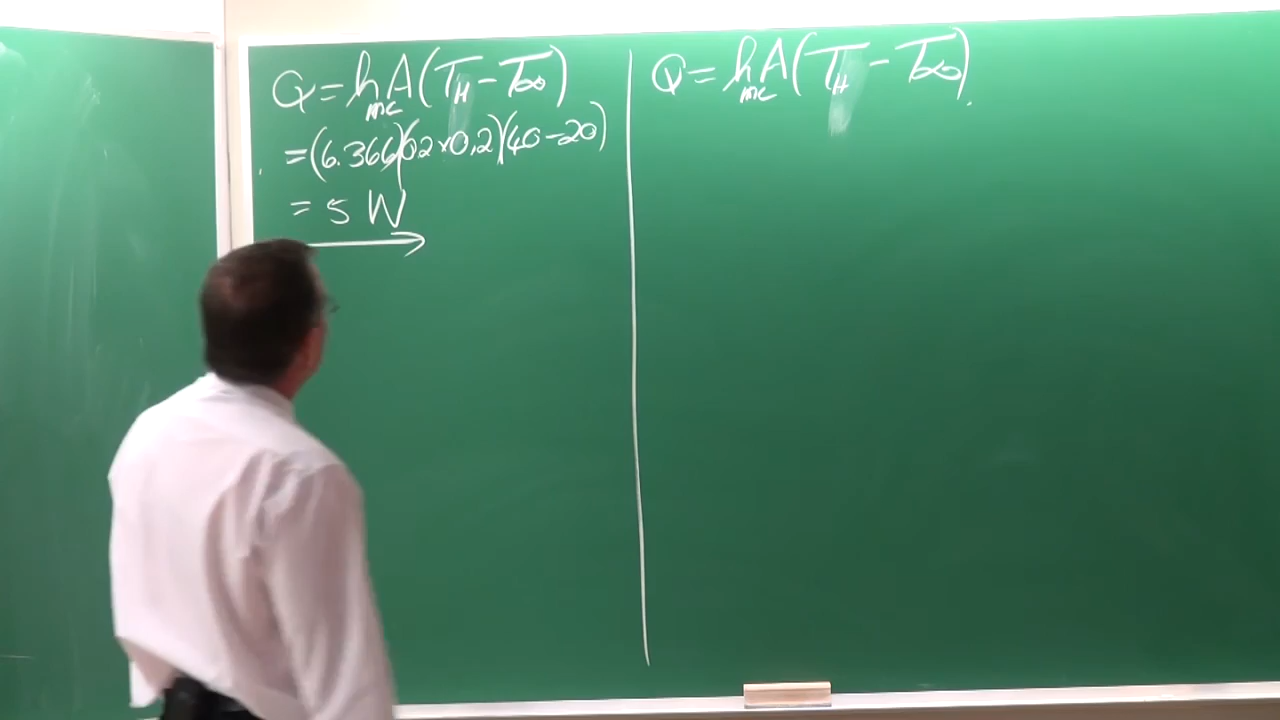 Q = h_mc A (T_H - T_∞)
= (6.366)(0.2×0.2)(40-20)
= 5 W
Q = h_mc A (T_H - T_∞).